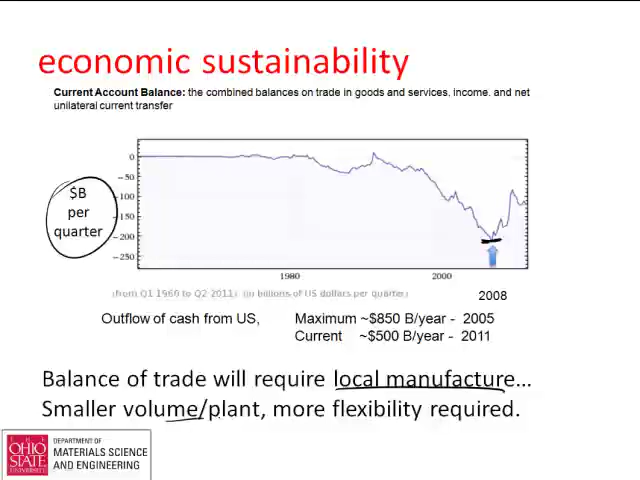 economic sustainability
Current Account Balance: the combined balances on trade in goods and services, income, and net
unilateral current transfer
$B
per
quarter
0
-50
-100
-150
-200
-250
1980
2000
(from Q1 1960 to Q2 2011) (in billions of US dollars per quarter)
2008
Outflow of cash from US, Maximum ~$850 B/year - 2005
Current ~$500 B/year - 2011
Balance of trade will require local manufacture…
Smaller volume/plant, more flexibility required.
THE
OHIO
STATE
UNIVERSITY
DEPARTMENT OF
MATERIALS SCIENCE
AND ENGINEERING